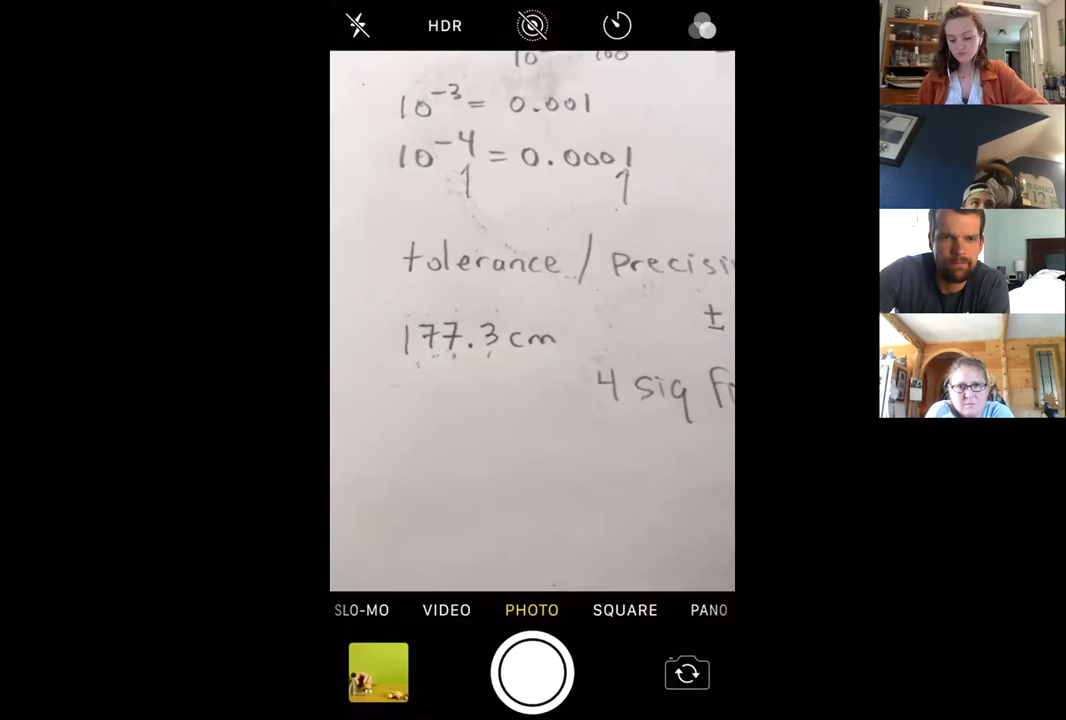 HDR
10⁻³ = 0.001
10⁻⁴ = 0.0001
tolerance / precisi
±
177.3 cm
4 sig fi
SLO-MO VIDEO PHOTO SQUARE PANO